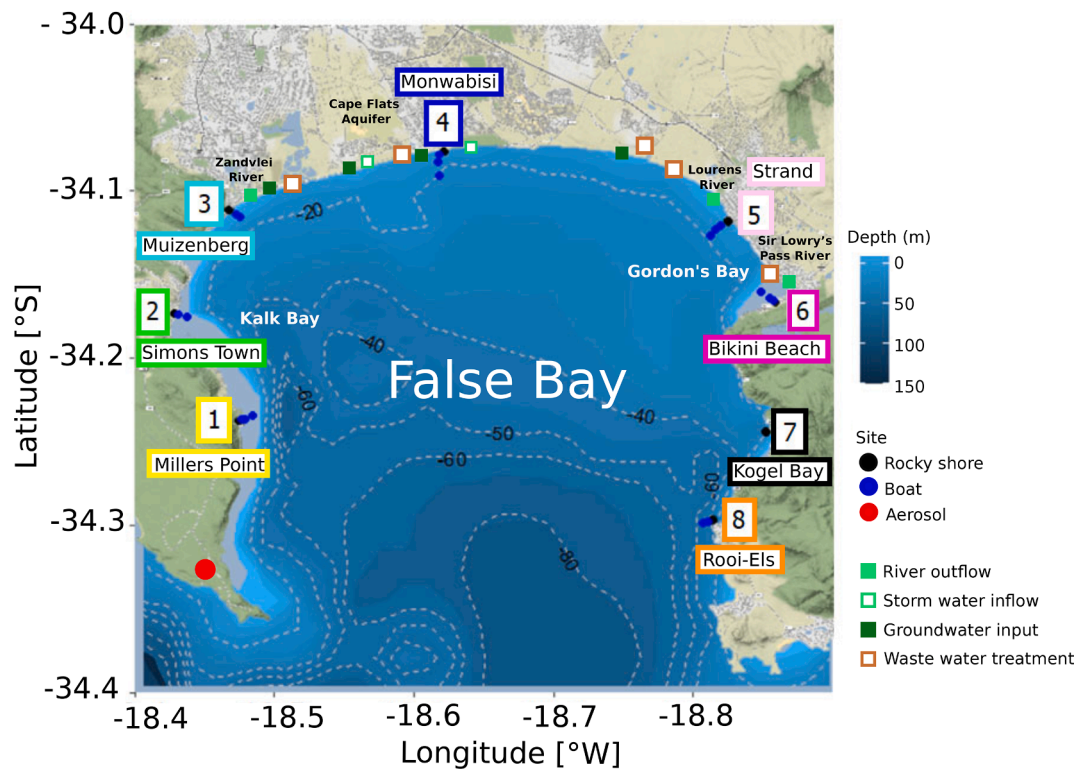 - 34.0
-34.1
-34.2
-34.3
-34.4
Latitude [°S]
-18.4
-18.5
-18.6
-18.7
-18.8
Longitude [°W]
Monwabisi
4
Cape Flats
Aquifer
Zandvlei
River
3
Muizenberg
Lourens
River
Strand
5
Sir Lowry's
Pass River
Gordon's Bay
6
Bikini Beach
2
Simons Town
Kalk Bay
False Bay
1
Millers Point
7
Kogel Bay
8
Rooi-Els
-20
-40
-60
-40
-50
-60
-60
-80
Depth (m)
0
50
100
150
Site
Rocky shore
Boat
Aerosol
River outflow
Storm water inflow
Groundwater input
Waste water treatment